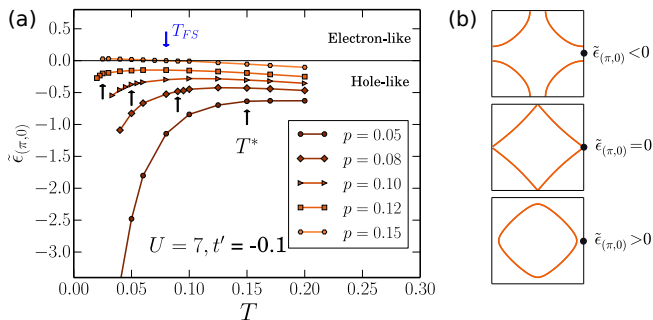 (a)
T_{FS}
Electron-like
Hole-like
0.5
0.0
−0.5
−1.0
−1.5
−2.0
−2.5
−3.0
ϵ̃_{(π,0)}
T^*
p = 0.05
p = 0.08
p = 0.10
p = 0.12
p = 0.15
U = 7, t′ = -0.1
0.00 0.05 0.10 0.15 0.20 0.25 0.30
T
(b)
ϵ̃_{(π,0)} <0
ϵ̃_{(π,0)} =0
ϵ̃_{(π,0)} >0